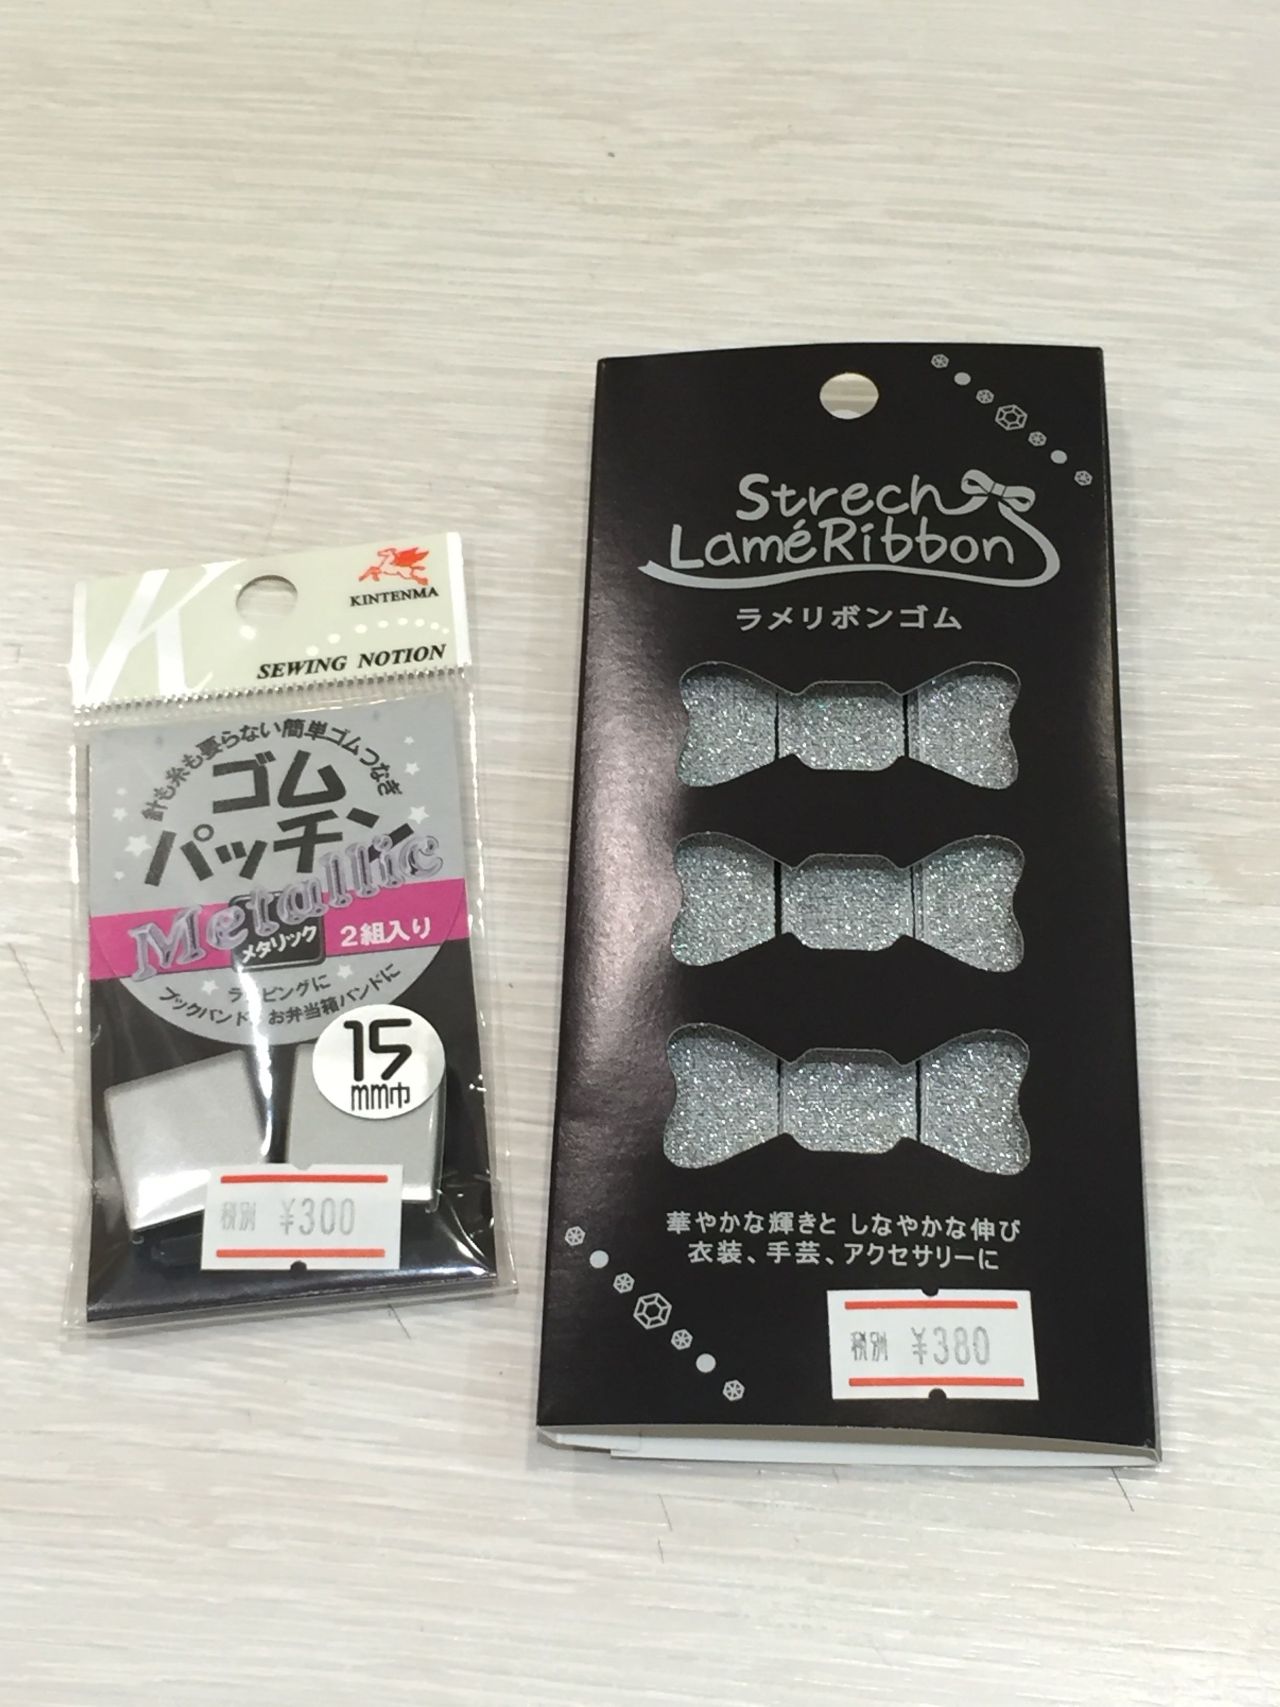 K
KINTENMA
SEWING NOTION
針も糸も要らない簡単ゴムつなぎ
ゴム
パッチン
Metallic
メタリック
2組入り
ラッピングに
ブックバンド お弁当箱バンドに
15
mm巾
税別 ¥300
Strech
LaméRibbon
ラメリボンゴム
華やかな輝きと しなやかな伸び
衣装、手芸、アクセサリーに
税別 ¥380